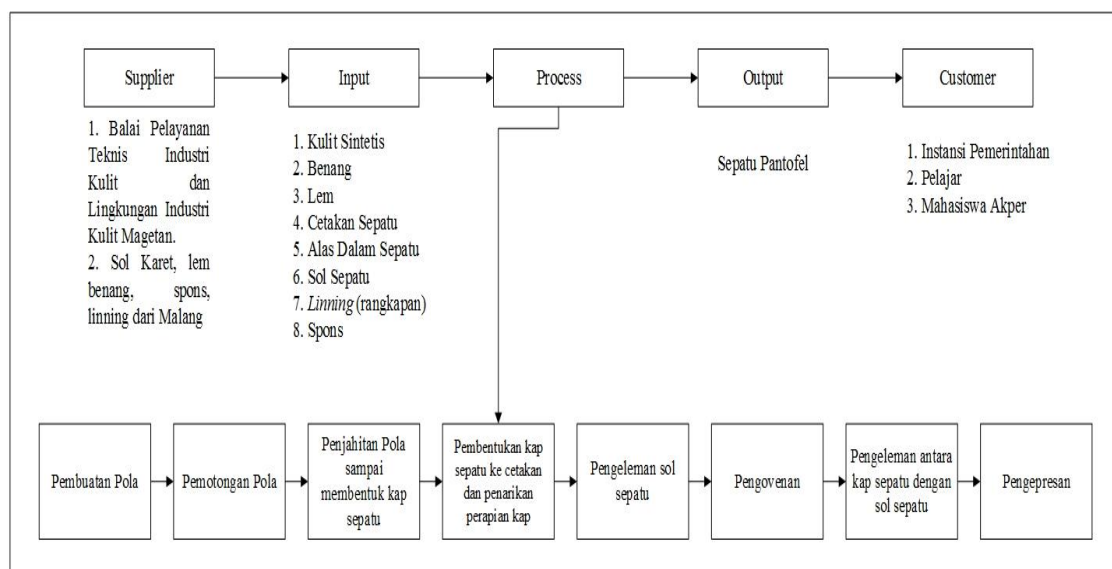 Supplier
Input
Process
Output
Customer
1. Balai Pelayanan
Teknis Industri
Kulit dan
Lingkungan Industri
Kulit Magetan.
2. Sol Karet, lem
benang, spons,
linning dari Malang
1. Kulit Sintetis
2. Benang
3. Lem
4. Cetakan Sepatu
5. Alas Dalam Sepatu
6. Sol Sepatu
7. Linning (rangkapan)
8. Spons
Sepatu Pantofel
1. Instansi Pemerintahan
2. Pelajar
3. Mahasiswa Akper
Pembuatan Pola
Pemotongan Pola
Penjahitan Pola
sampai
membentuk kap
sepatu
Pembentukan kap
sepatu ke cetakan
dan penarikan
perapian kap
Pengeleman sol
sepatu
Pengovenan
Pengeleman antara
kap sepatu dengan
sol sepatu
Pengepresan